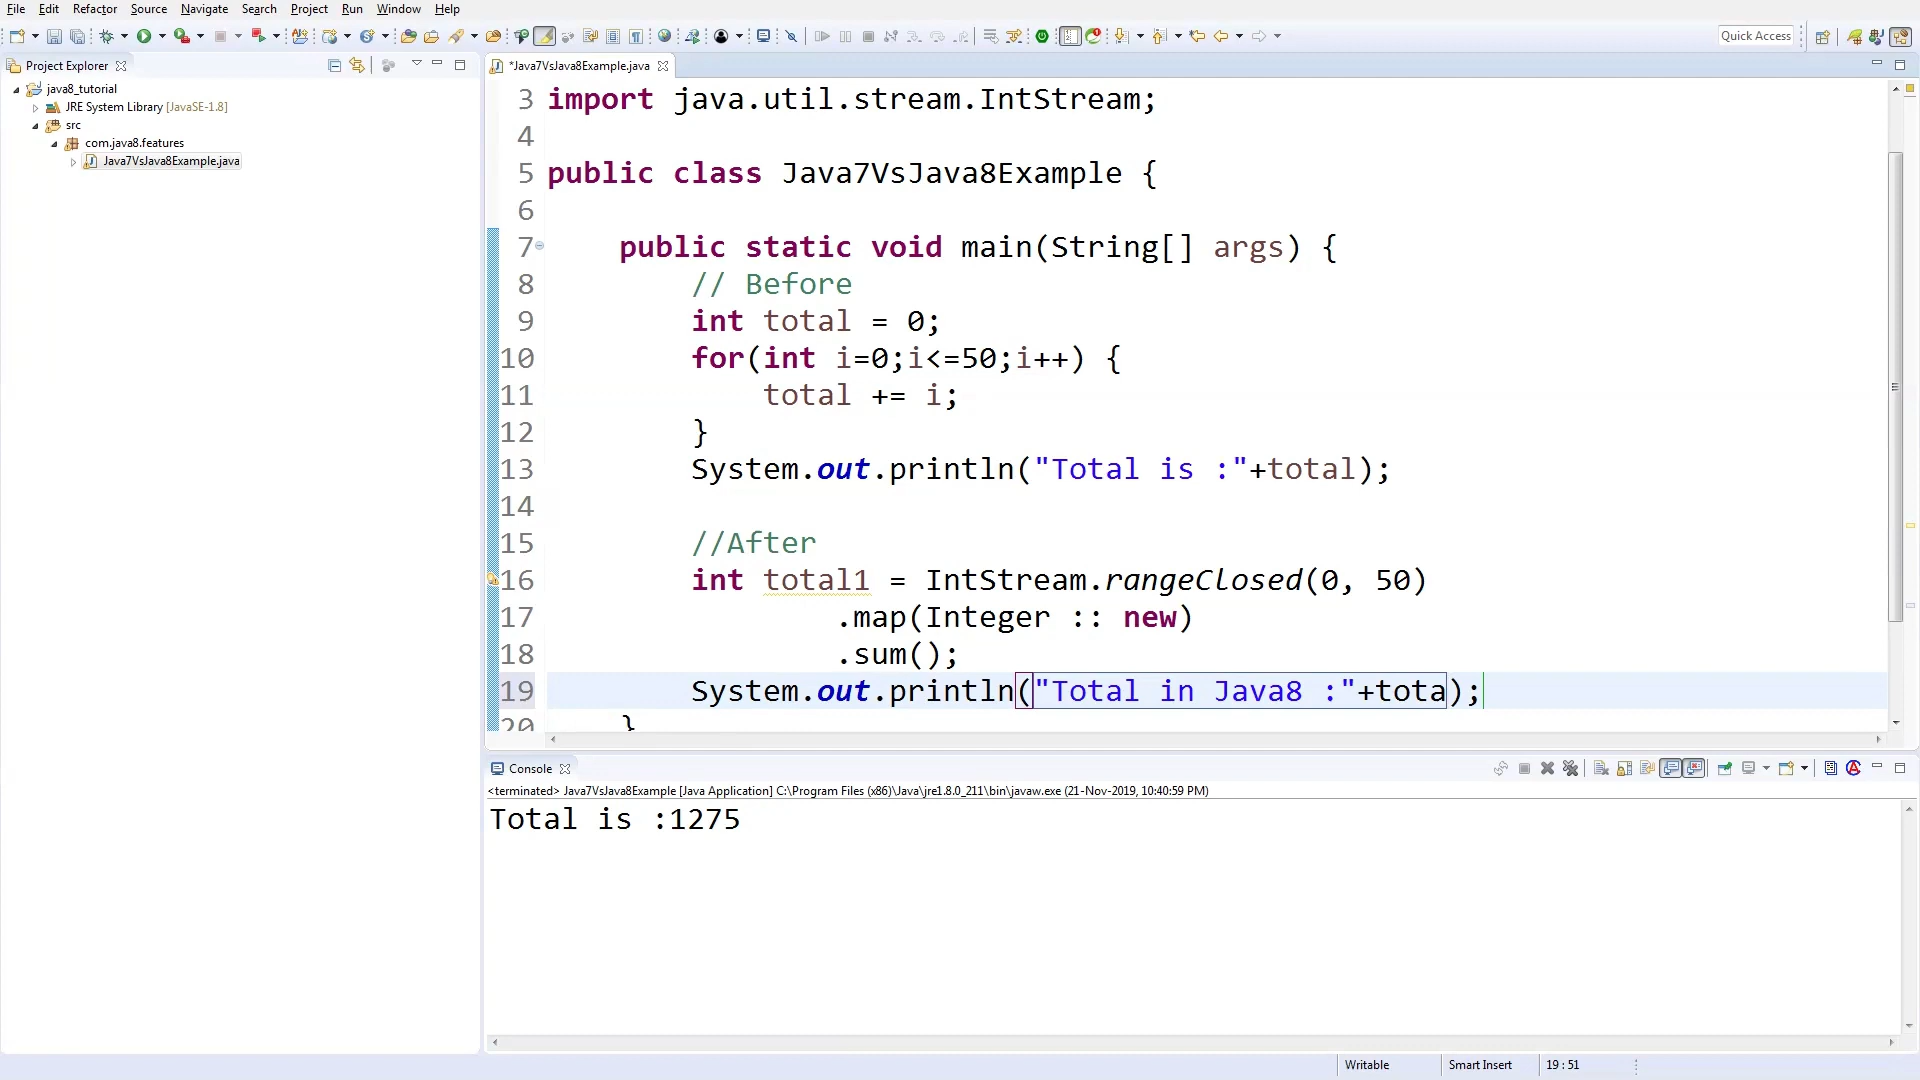 File Edit Refactor Source Navigate Search Project Run Window Help
Quick Access
Project Explorer
*Java7VsJava8Example.java
java8_tutorial
JRE System Library [JavaSE-1.8]
src
com.java8.features
Java7VsJava8Example.java
3 import java.util.stream.IntStream;
4
5 public class Java7VsJava8Example {
6
7 public static void main(String[] args) {
8 // Before
9 int total = 0;
10 for(int i=0;i<=50;i++) {
11 total += i;
12 }
13 System.out.println("Total is :"+total);
14
15 //After
16 int total1 = IntStream.rangeClosed(0, 50)
17 .map(Integer :: new)
18 .sum();
19 System.out.println("Total in Java8 :"+tota);
20 }
Console
<terminated> Java7VsJava8Example [Java Application] C:\Program Files (x86)\Java\jre1.8.0_211\bin\javaw.exe (21-Nov-2019, 10:40:59 PM)
Total is :1275
Writable Smart Insert 19 : 51